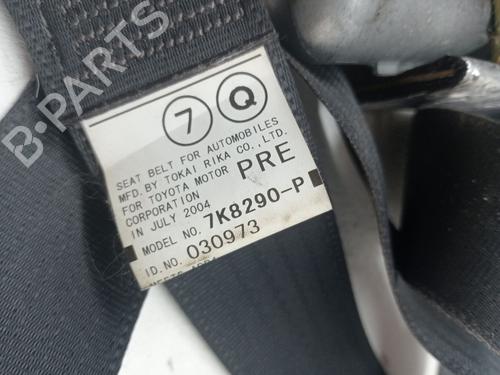 7 Q
SEAT BELT FOR AUTOMOBILES
MFD. BY TOKAI RIKA CO., LTD.
FOR TOYOTA MOTOR PRE
CORPORATION
IN JULY 2004
MODEL NO. 7K8290-P
ID. NO. 030973
B-PARTS